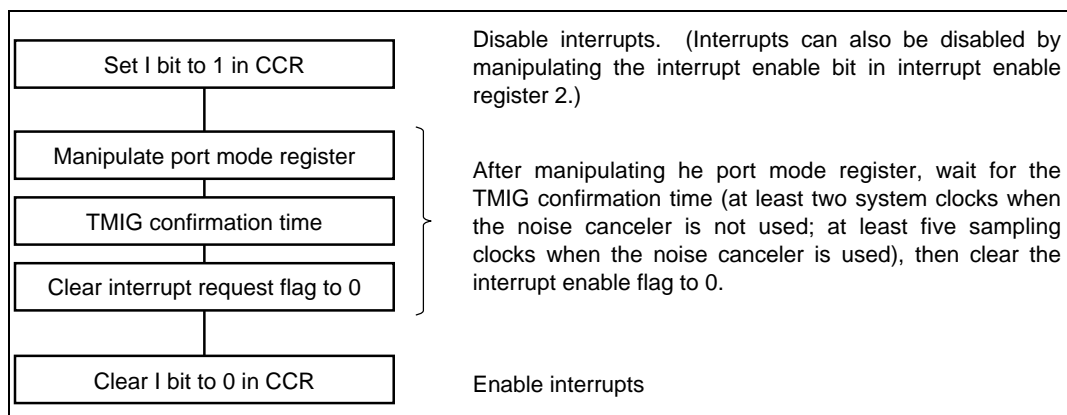 Set I bit to 1 in CCR
Disable interrupts. (Interrupts can also be disabled by
manipulating the interrupt enable bit in interrupt enable
register 2.)
Manipulate port mode register
TMIG confirmation time
Clear interrupt request flag to 0
After manipulating he port mode register, wait for the
TMIG confirmation time (at least two system clocks when
the noise canceler is not used; at least five sampling
clocks when the noise canceler is used), then clear the
interrupt enable flag to 0.
Clear I bit to 0 in CCR
Enable interrupts